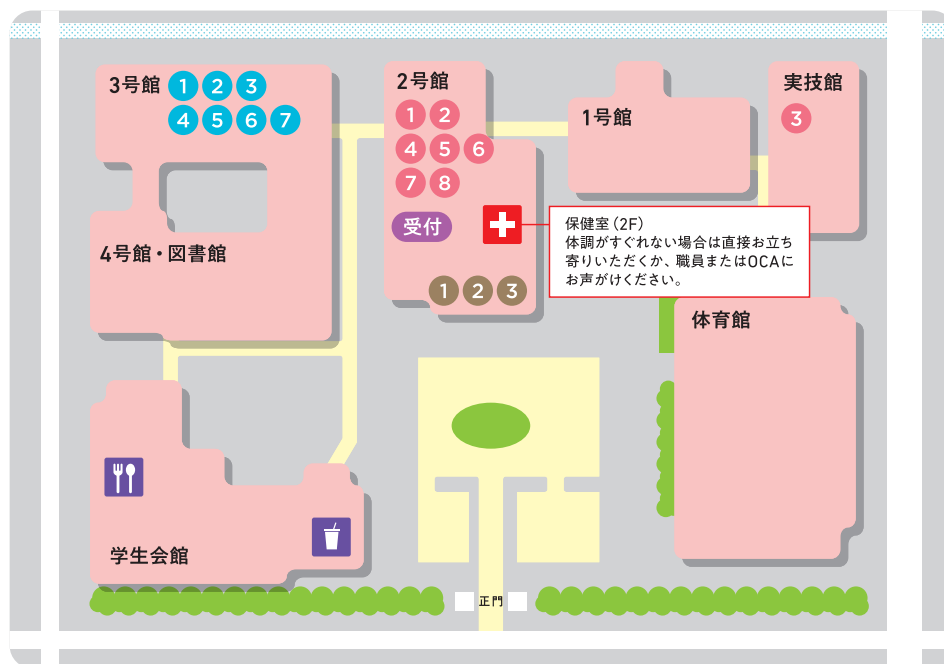 3号館
1 2 3
4 5 6 7
4号館・図書館
2号館
1 2
4 5 6
7 8
受付
1 2 3
1号館
実技館
3
保健室(2F)
体調がすぐれない場合は直接お立ち
寄りいただくか、職員またはOCAに
お声がけください。
体育館
学生会館
正門